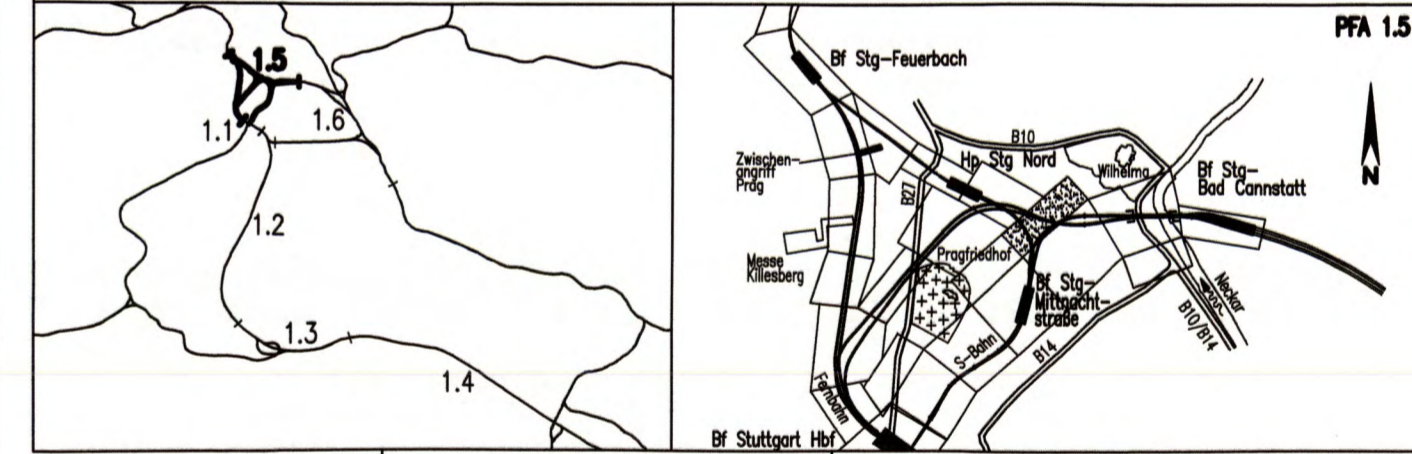 1.5
1.1
1.6
1.2
1.3
1.4
PFA 1.5
Bf Stg-Feuerbach
N
Zwischen-
angriff
Prag
B10
Hp Stg Nord
Wilhelma
Bf Stg-
Bad Cannstatt
B27
Messe
Killesberg
Pragfriedhof
Bf Stg-
Mittnacht-
straße
Neckar
B10/B14
S-Bahn
B14
Fernbahn
Bf Stuttgart Hbf